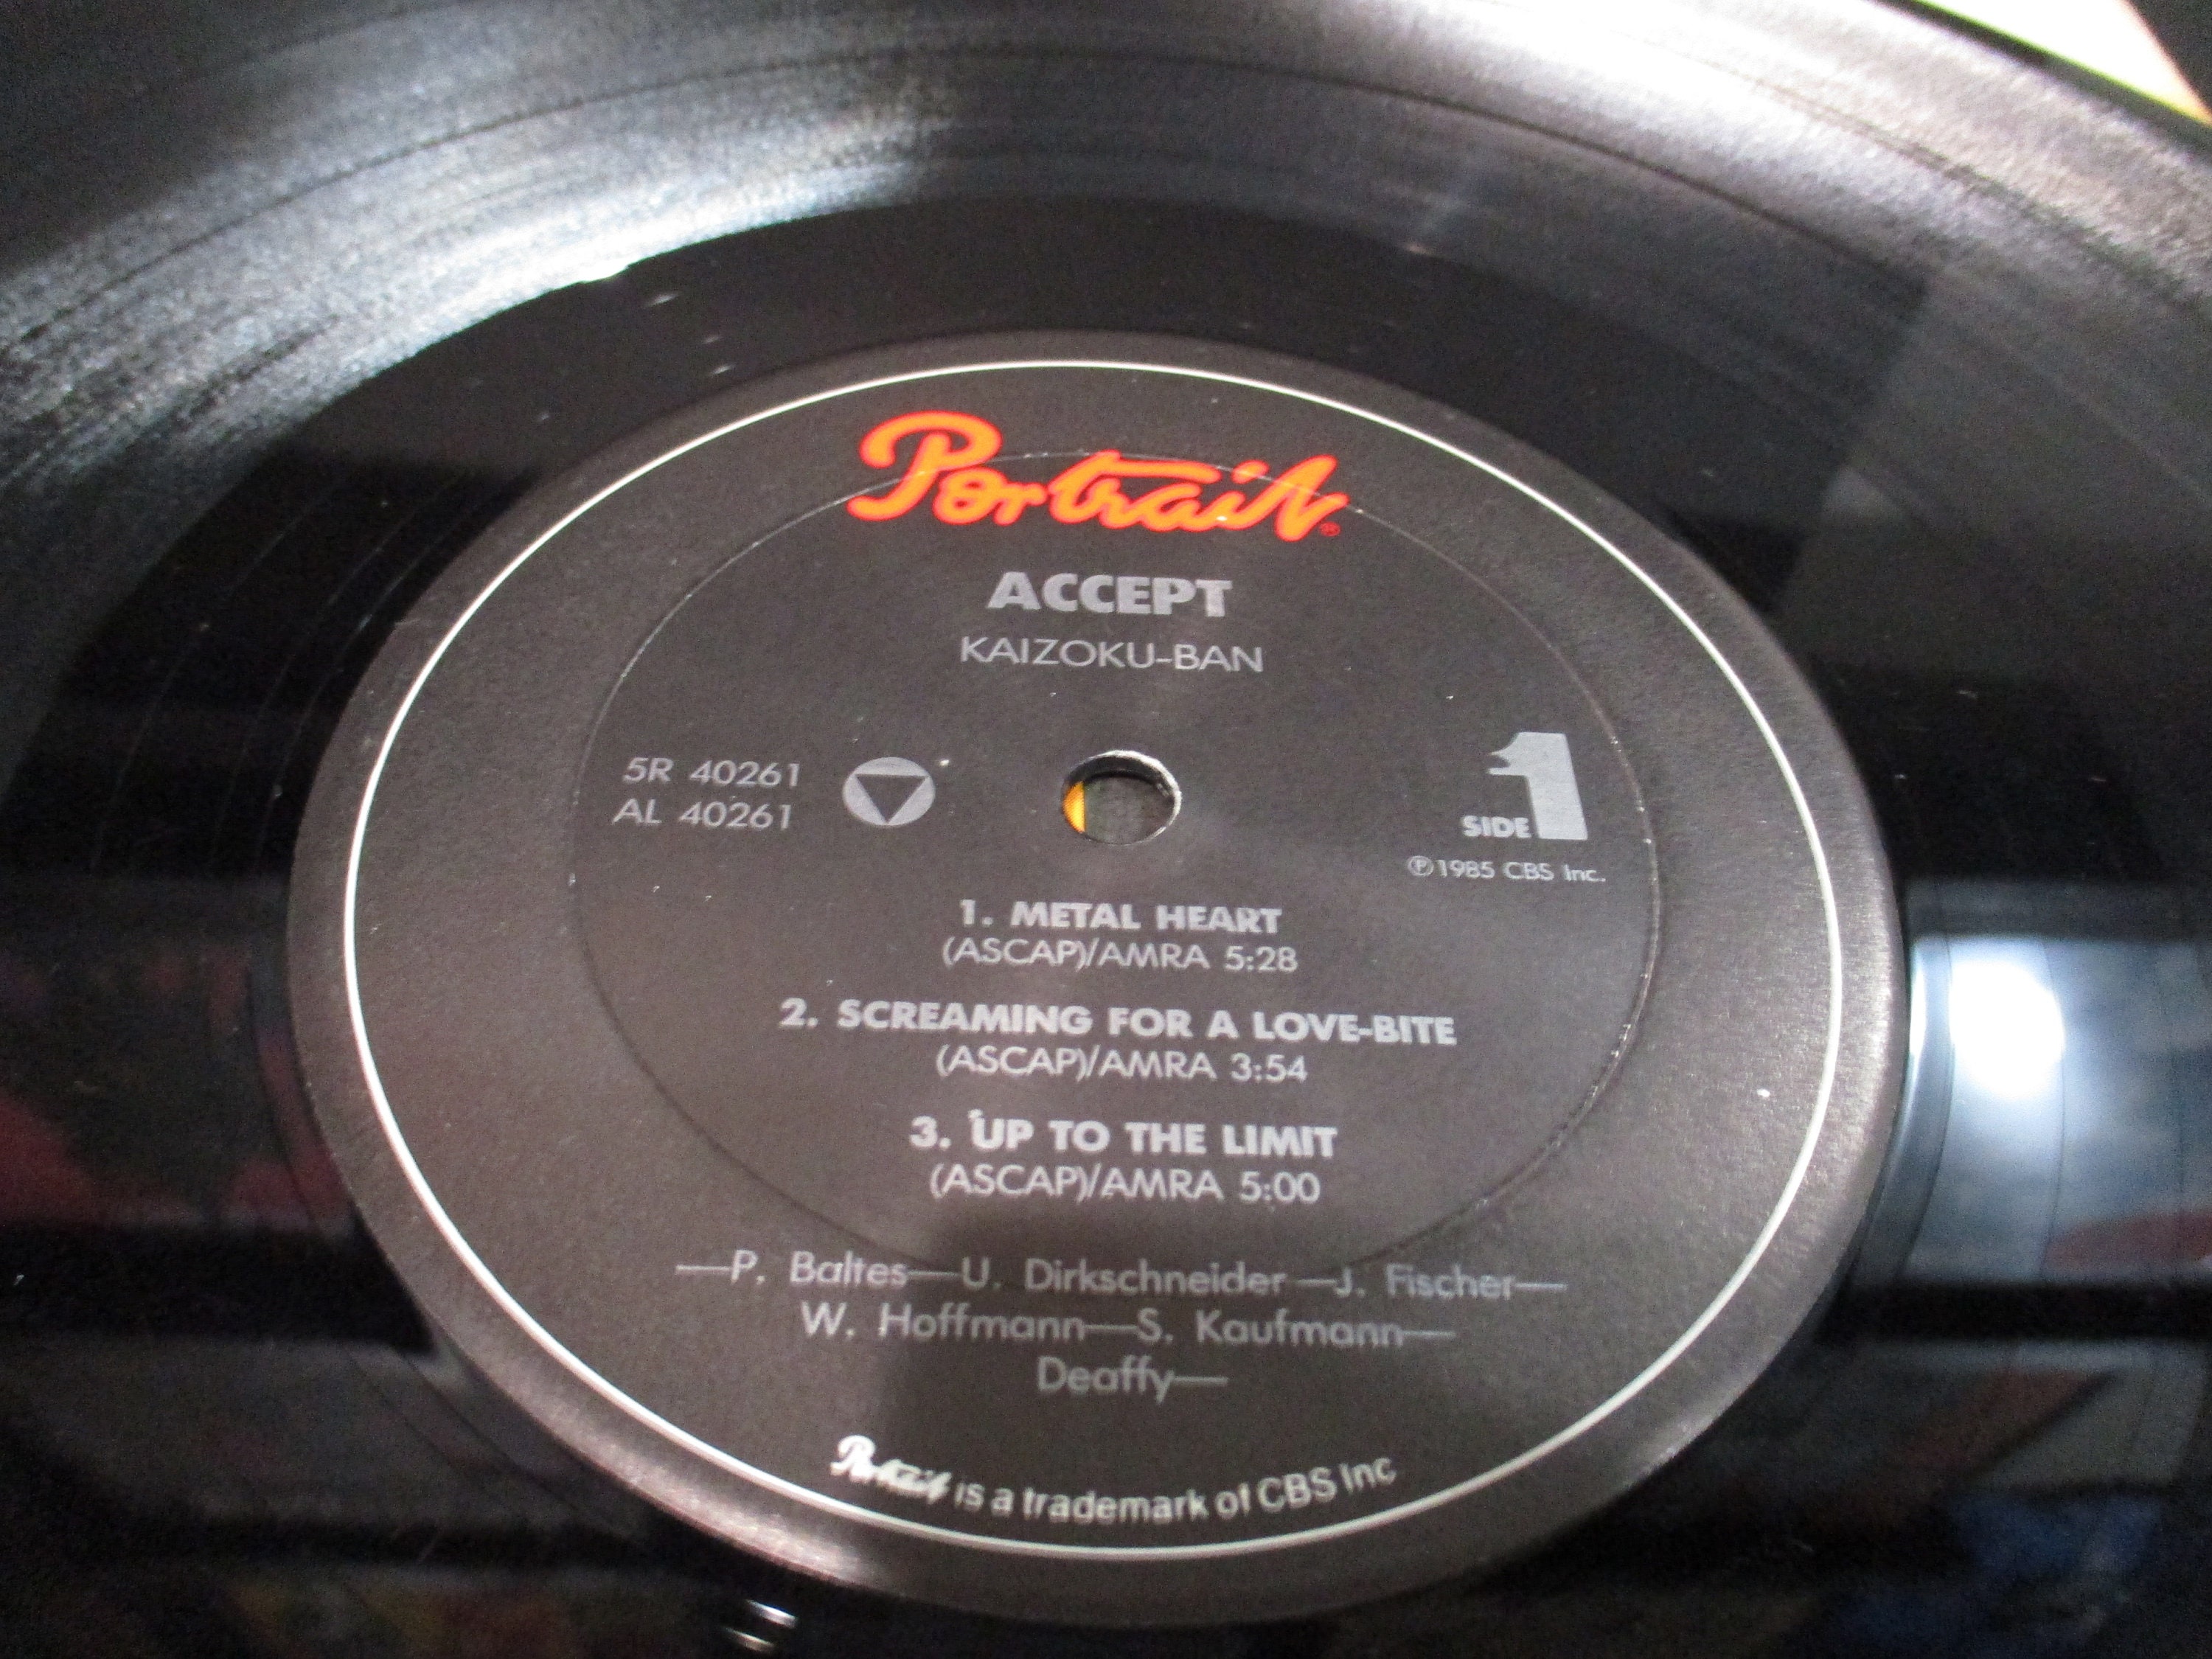 Portrait®
ACCEPT
KAIZOKU-BAN
5R 40261
AL 40261
SIDE 1
℗1985 CBS Inc.
1. METAL HEART
(ASCAP)/AMRA 5:28
2. SCREAMING FOR A LOVE-BITE
(ASCAP)/AMRA 3:54
3. UP TO THE LIMIT
(ASCAP)/AMRA 5:00
—P. Baltes—U. Dirkschneider—J. Fischer—
W. Hoffmann—S. Kaufmann—
Deaffy—
Portrait is a trademark of CBS Inc